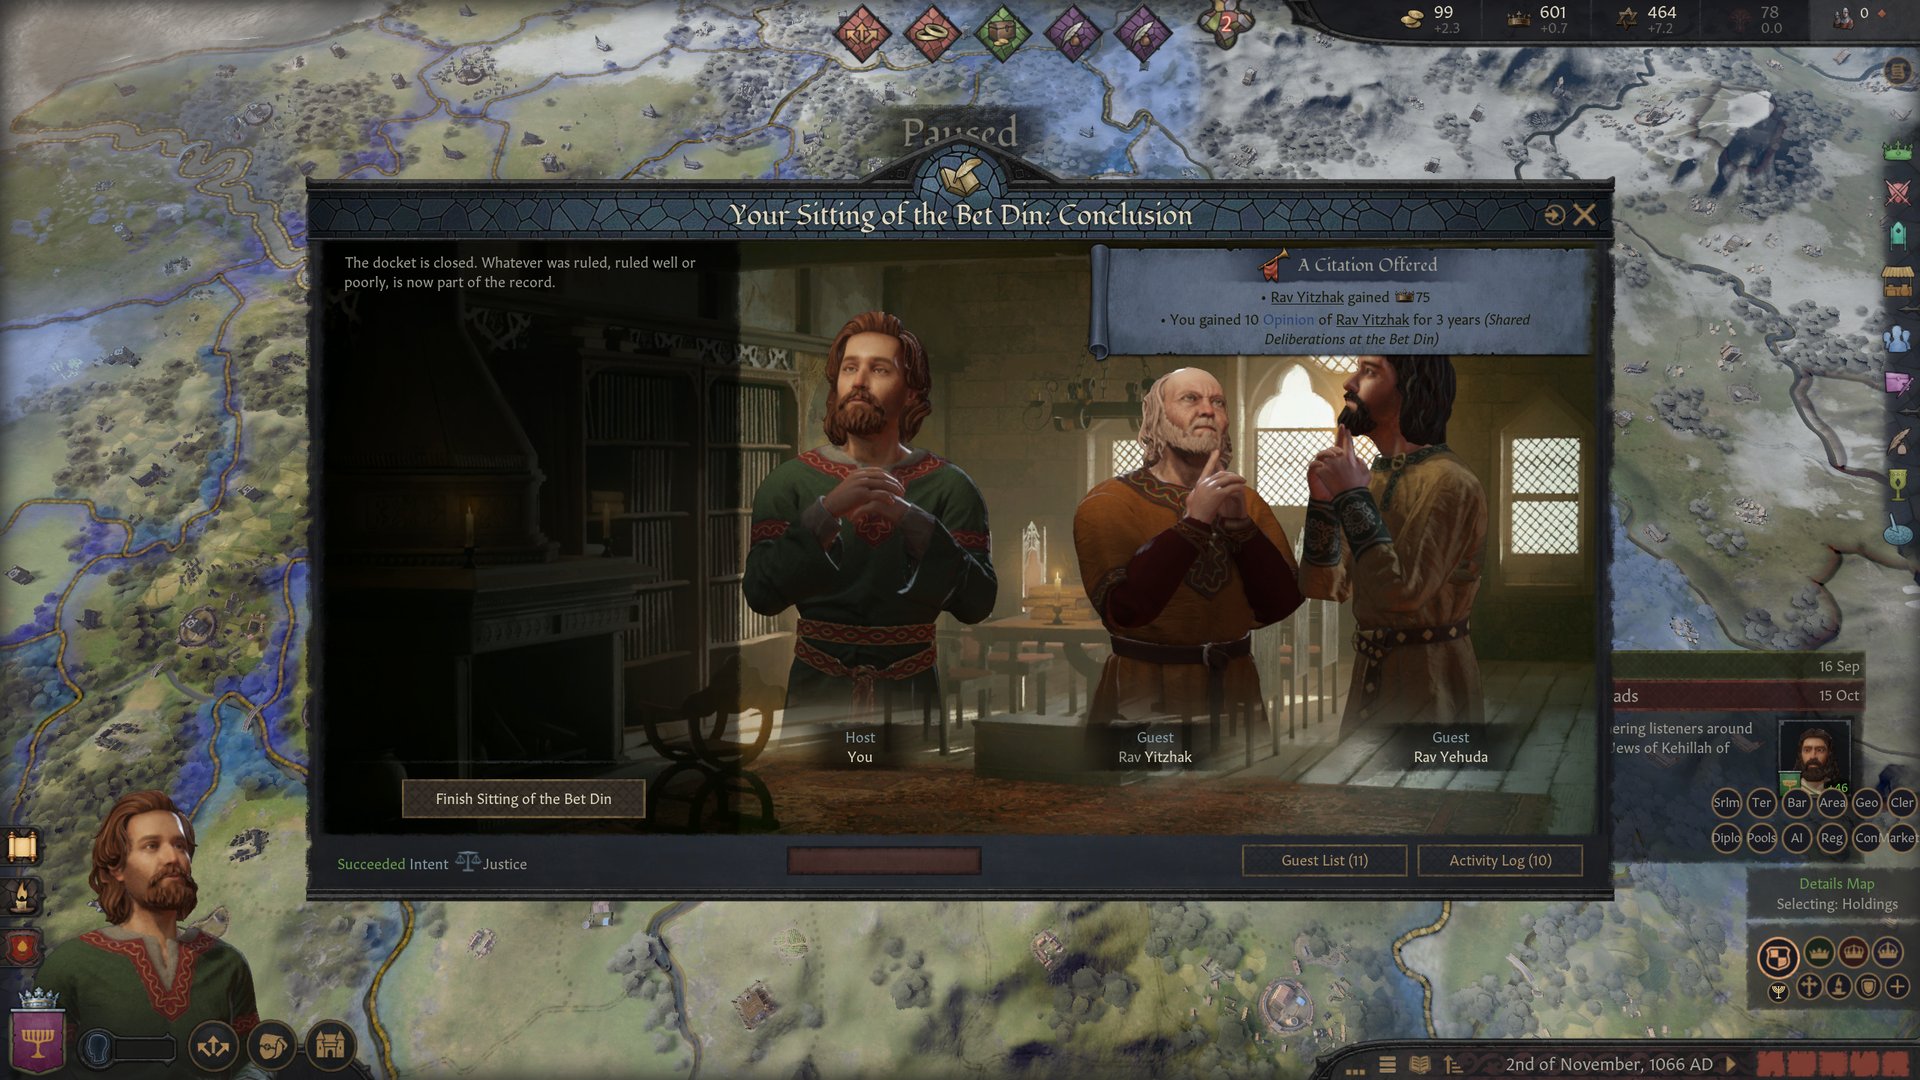 99
+2.3
601
+0.7
464
+7.2
78
0.0
0
2
Paused
Your Sitting of the Bet Din: Conclusion
The docket is closed. Whatever was ruled, ruled well or
poorly, is now part of the record.
A Citation Offered
• Rav Yitzhak gained 75
• You gained 10 Opinion of Rav Yitzhak for 3 years (Shared
Deliberations at the Bet Din)
Host
You
Guest
Rav Yitzhak
Guest
Rav Yehuda
Finish Sitting of the Bet Din
Succeeded Intent Justice
Guest List (11)
Activity Log (10)
16 Sep
ads
15 Oct
ering listeners around
Jews of Kehillah of
+46
Srlm
Ter
Bar
Area
Geo
Cler
Diplo
Pools
AI
Reg
Con
Market
Details Map
Selecting: Holdings
2nd of November, 1066 AD